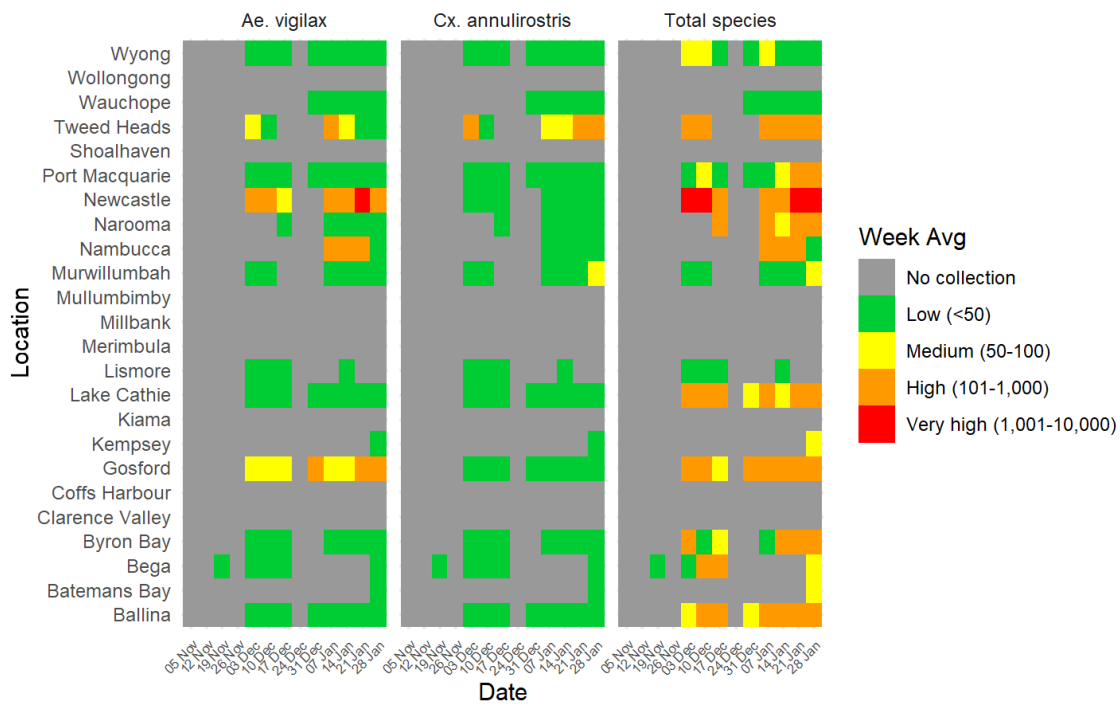 Ae. vigilax
Cx. annulirostris
Total species
Location
Wyong
Wollongong
Wauchope
Tweed Heads
Shoalhaven
Port Macquarie
Newcastle
Narooma
Nambucca
Murwillumbah
Mullumbimby
Millbank
Merimbula
Lismore
Lake Cathie
Kiama
Kempsey
Gosford
Coffs Harbour
Clarence Valley
Byron Bay
Bega
Batemans Bay
Ballina
05 Nov
12 Nov
19 Nov
26 Nov
03 Dec
10 Dec
17 Dec
24 Dec
31 Dec
07 Jan
14 Jan
21 Jan
28 Jan
05 Nov
12 Nov
19 Nov
26 Nov
03 Dec
10 Dec
17 Dec
24 Dec
31 Dec
07 Jan
14 Jan
21 Jan
28 Jan
05 Nov
12 Nov
19 Nov
26 Nov
03 Dec
10 Dec
17 Dec
24 Dec
31 Dec
07 Jan
14 Jan
21 Jan
28 Jan
Date
Week Avg
No collection
Low (<50)
Medium (50-100)
High (101-1,000)
Very high (1,001-10,000)